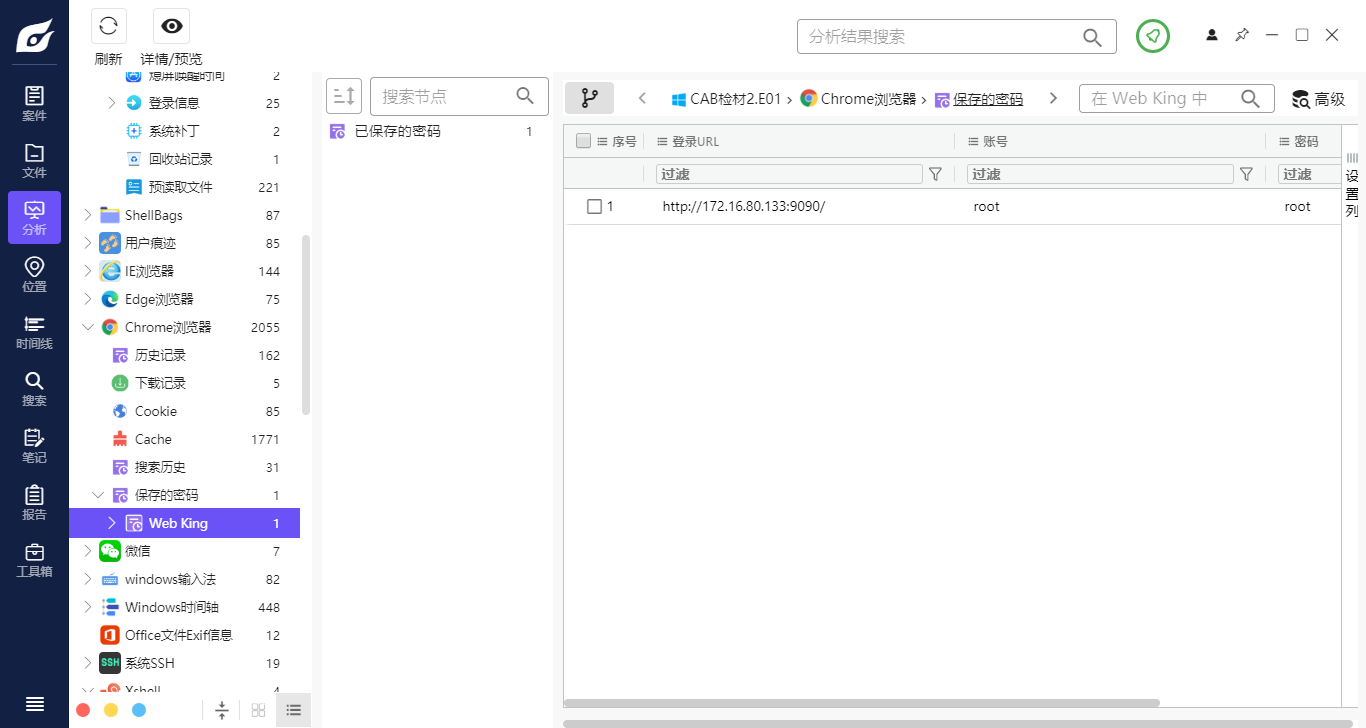 刷新
详情/预览
分析结果搜索
案件
文件
分析
位置
时间线
搜索
笔记
报告
工具箱
熄屏唤醒时间 2
登录信息 25
系统补丁 2
回收站记录 1
预读取文件 221
ShellBags 87
用户痕迹 85
IE浏览器 144
Edge浏览器 75
Chrome浏览器 2055
历史记录 162
下载记录 5
Cookie 85
Cache 1771
搜索历史 31
保存的密码 1
Web King 1
微信 7
windows输入法 82
Windows时间轴 448
Office文件Exif信息 12
SSH 系统SSH 19
Xshell 4
搜索节点
已保存的密码 1
CAB检材2.E01 › Chrome浏览器 › 保存的密码
在 Web King 中
高级
序号 登录URL 账号 密码
过滤 过滤 过滤
1 http://172.16.80.133:9090/ root root
设置列